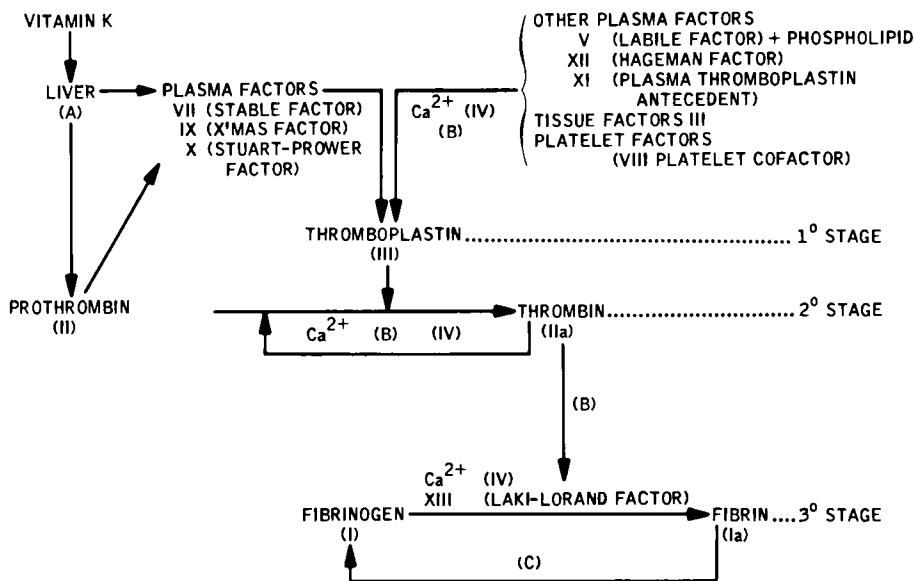 VITAMIN K
LIVER
(A)
PLASMA FACTORS
VII (STABLE FACTOR)
IX (X'MAS FACTOR)
X (STUART-PROWER
FACTOR)
PROTHROMBIN
(II)
OTHER PLASMA FACTORS
V (LABILE FACTOR) + PHOSPHOLIPID
XII (HAGEMAN FACTOR)
XI (PLASMA THROMBOPLASTIN
ANTECEDENT)
TISSUE FACTORS III
PLATELET FACTORS
(VIII PLATELET COFACTOR)
Ca2+ (IV)
(B)
THROMBOPLASTIN ........ 1° STAGE
(III)
THROMBIN ........ 2° STAGE
(IIa)
Ca2+ (B) (IV)
(B)
Ca2+ (IV)
XIII (LAKI-LORAND FACTOR)
FIBRINOGEN
(I)
FIBRIN .... 3° STAGE
(Ia)
(C)